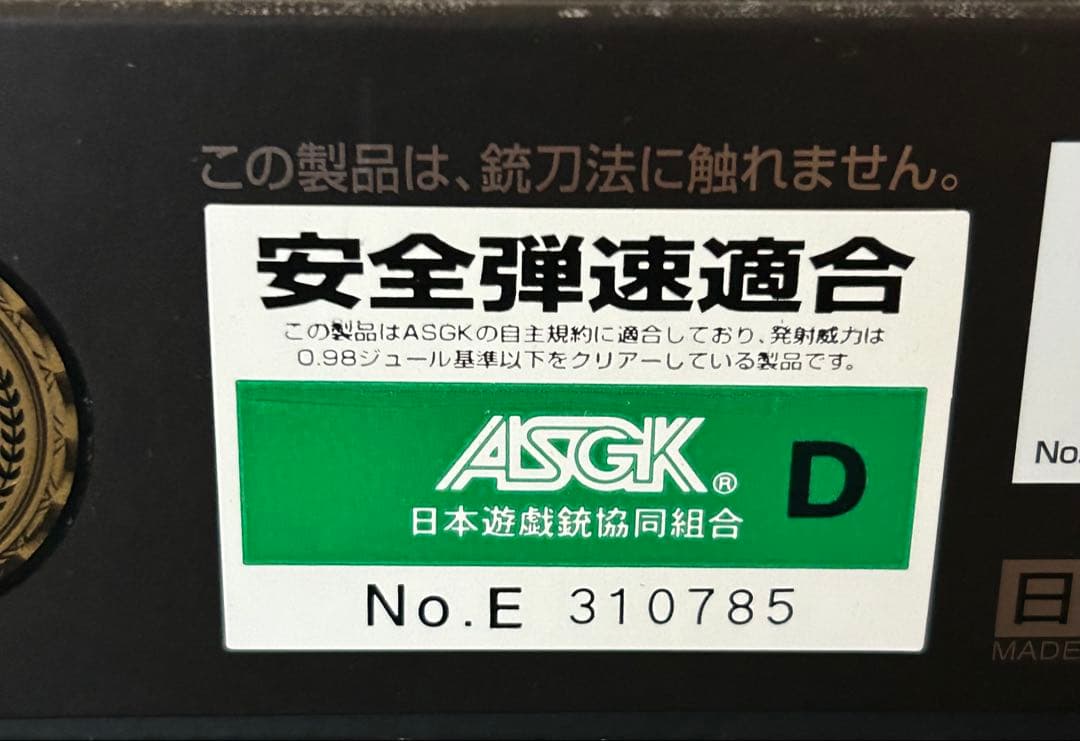 この製品は、銃刀法に触れません。
安全弾速適合
この製品はASGKの自主規約に適合しており、発射威力は
0.98ジュール基準以下をクリアーしている製品です。
ASGK® D
日本遊戯銃協同組合
No.E 310785
No.
日
MADE